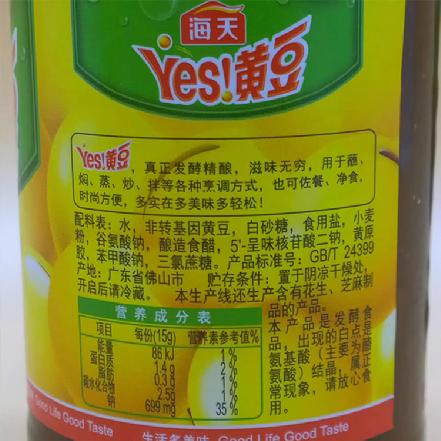 海天
Yes!黄豆
Yes!黄豆，真正发酵精酿，滋味无穷，用于蘸、
焖、蒸、炒、拌等各种烹调方式，也可佐餐、净食，
时尚方便，多实在多美味多轻松！
配料表：水，非转基因黄豆，白砂糖，食用盐，小麦
粉，谷氨酸钠，酿造食醋，5'-呈味核苷酸二钠，黄原
胶，苯甲酸钠，三氯蔗糖。产品标准号：GB/T 24399
产地：广东省佛山市 贮存条件：置于阴凉干燥处，
开启后请冷藏。 本生产线还生产含有花生、芝麻制
品的产品。
营养成分表
项目 每份(15g) 营养素参考值%
能量 86 kJ 1%
蛋白质 1.4 g 2%
脂肪 0.3 g 1%
碳水化合物 2.5g 1%
钠 699 mg 35%
本产品是发酵食
品，出现的白点是酪
氨基酸（主要为酪
氨酸）结晶，属正
常现象，请放心食
用。
Good Life Good Taste
生活多美味 Good Life Good Taste